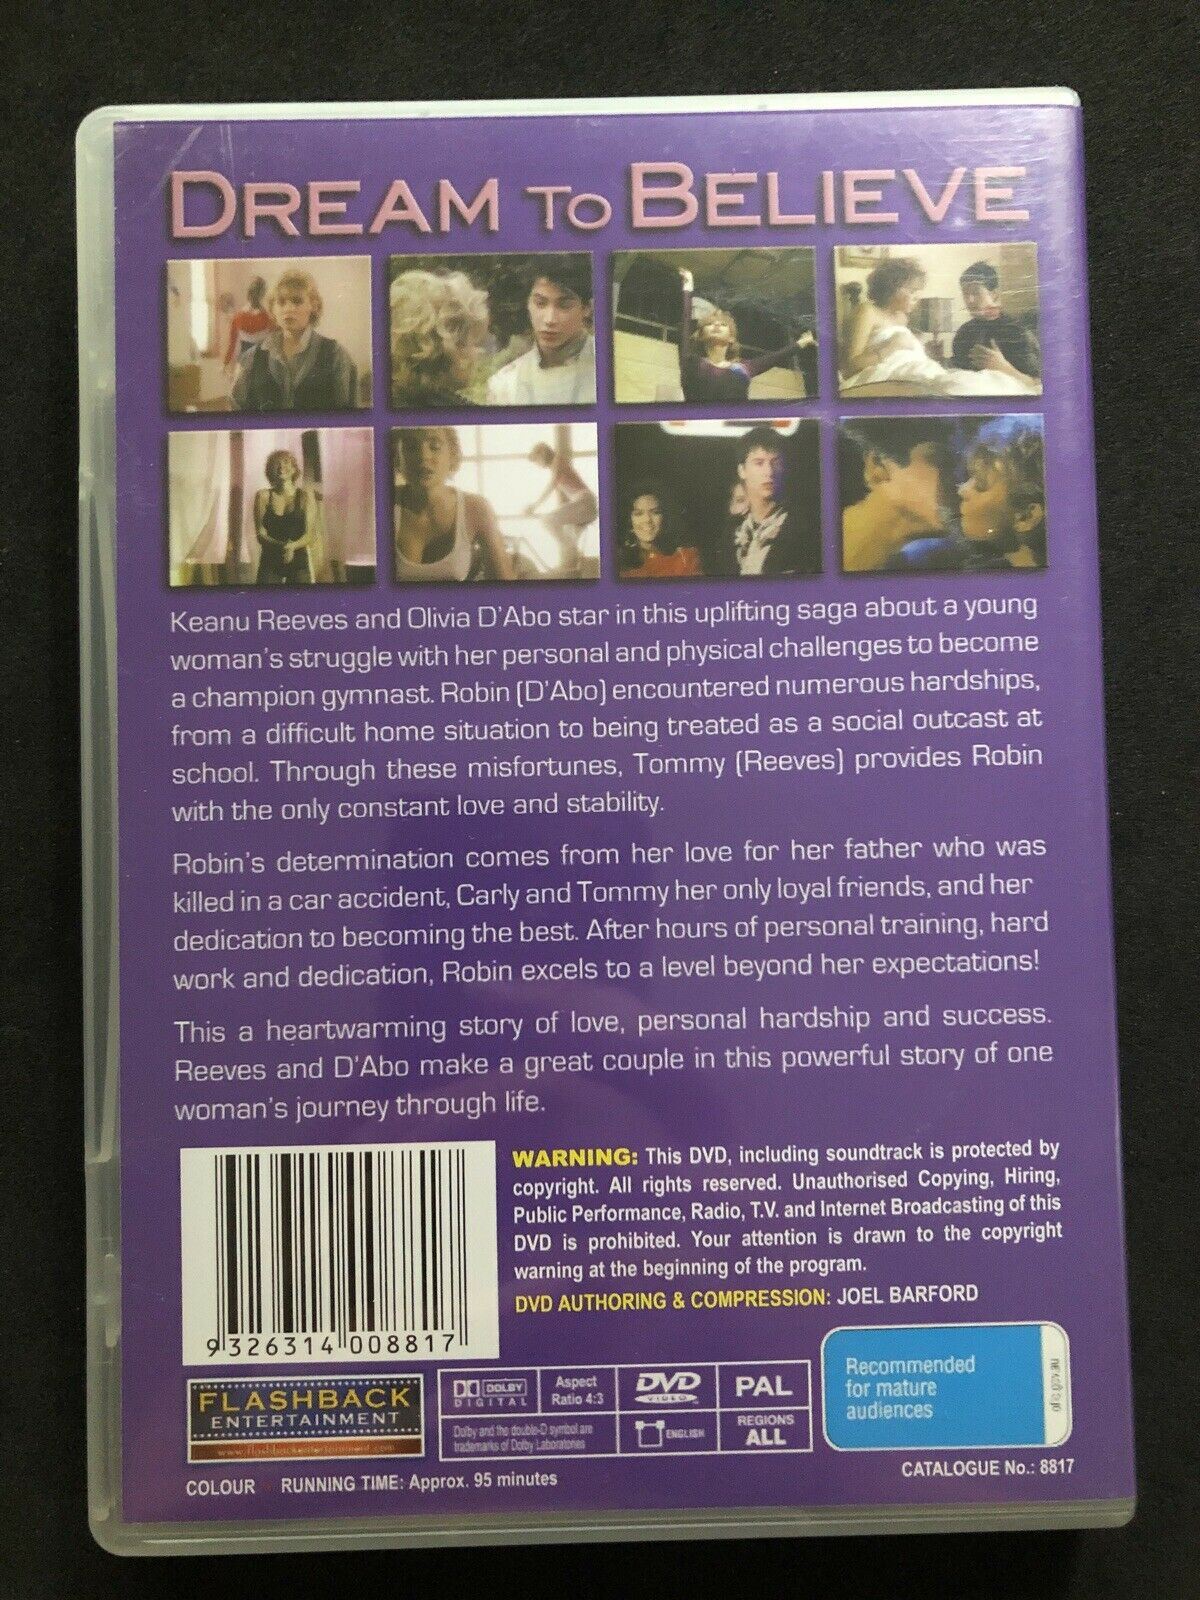 DREAM TO BELIEVE
Keanu Reeves and Olivia D'Abo star in this uplifting saga about a young
woman's struggle with her personal and physical challenges to become
a champion gymnast. Robin (D'Abo) encountered numerous hardships,
from a difficult home situation to being treated as a social outcast at
school. Through these misfortunes, Tommy (Reeves) provides Robin
with the only constant love and stability.
Robin's determination comes from her love for her father who was
killed in a car accident, Carly and Tommy her only loyal friends, and her
dedication to becoming the best. After hours of personal training, hard
work and dedication, Robin excels to a level beyond her expectations!
This a heartwarming story of love, personal hardship and success.
Reeves and D'Abo make a great couple in this powerful story of one
woman's journey through life.
WARNING: This DVD, including soundtrack is protected by
copyright. All rights reserved. Unauthorised Copying, Hiring,
Public Performance, Radio, T.V. and Internet Broadcasting of this
DVD is prohibited. Your attention is drawn to the copyright
warning at the beginning of the program.
DVD AUTHORING & COMPRESSION: JOEL BARFORD
9 326314 008817
FLASHBACK
ENTERTAINMENT
www.flashbackentertainment.com
DOLBY
DIGITAL
Aspect
Ratio 4:3
DVD
VIDEO
PAL
Dolby and the double-D symbol are
trademarks of Dolby Laboratories
ENGLISH
REGIONS
ALL
Recommended
for mature
audiences
COLOUR RUNNING TIME: Approx. 95 minutes
CATALOGUE No.: 8817